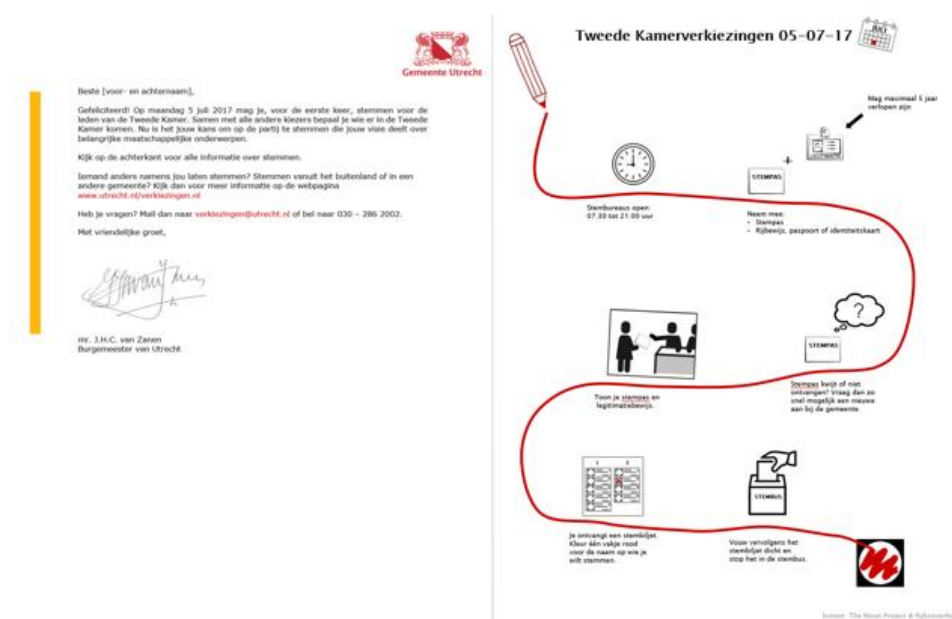 Gemeente Utrecht
Beste [voor- en achternaam],
Gefeliciteerd! Op maandag 5 juli 2017 mag je, voor de eerste keer, stemmen voor de
leden van de Tweede Kamer. Samen met alle andere kiezers bepaal je wie er in de Tweede
Kamer komen. Nu is het jouw kans om op de partij te stemmen die jouw visie deelt over
belangrijke maatschappelijke onderwerpen.
Kijk op de achterkant voor alle informatie over stemmen.
Iemand anders namens jou laten stemmen? Stemmen vanuit het buitenland of in een
andere gemeente? Kijk dan voor meer informatie op de webpagina
www.utrecht.nl/verkiezingen.nl
Heb je vragen? Mail dan naar verkiezingen@utrecht.nl of bel naar 030 – 286 2002.
Met vriendelijke groet,
mr. J.H.C. van Zanen
Burgemeester van Utrecht
Tweede Kamerverkiezingen 05-07-17
JULI
Mag maximaal 5 jaar
verlopen zijn
+
STEMPAS
Stembureaus open:
07.30 tot 21.00 uur
Neem mee:
- Stempas
- Rijbewijs, paspoort of identiteitskaart
?
STEMPAS
Toon je stempas en
legitimatiebewijs.
Stempas kwijt of niet
ontvangen? Vraag dan zo
snel mogelijk een nieuwe
aan bij de gemeente.
1 2
STEMBUS
Je ontvangt een stembiljet.
Kleur één vakje rood
voor de naam op wie je
wilt stemmen.
Vouw vervolgens het
stembiljet dicht en
stop het in de stembus.
Iconen: The Noun Project &